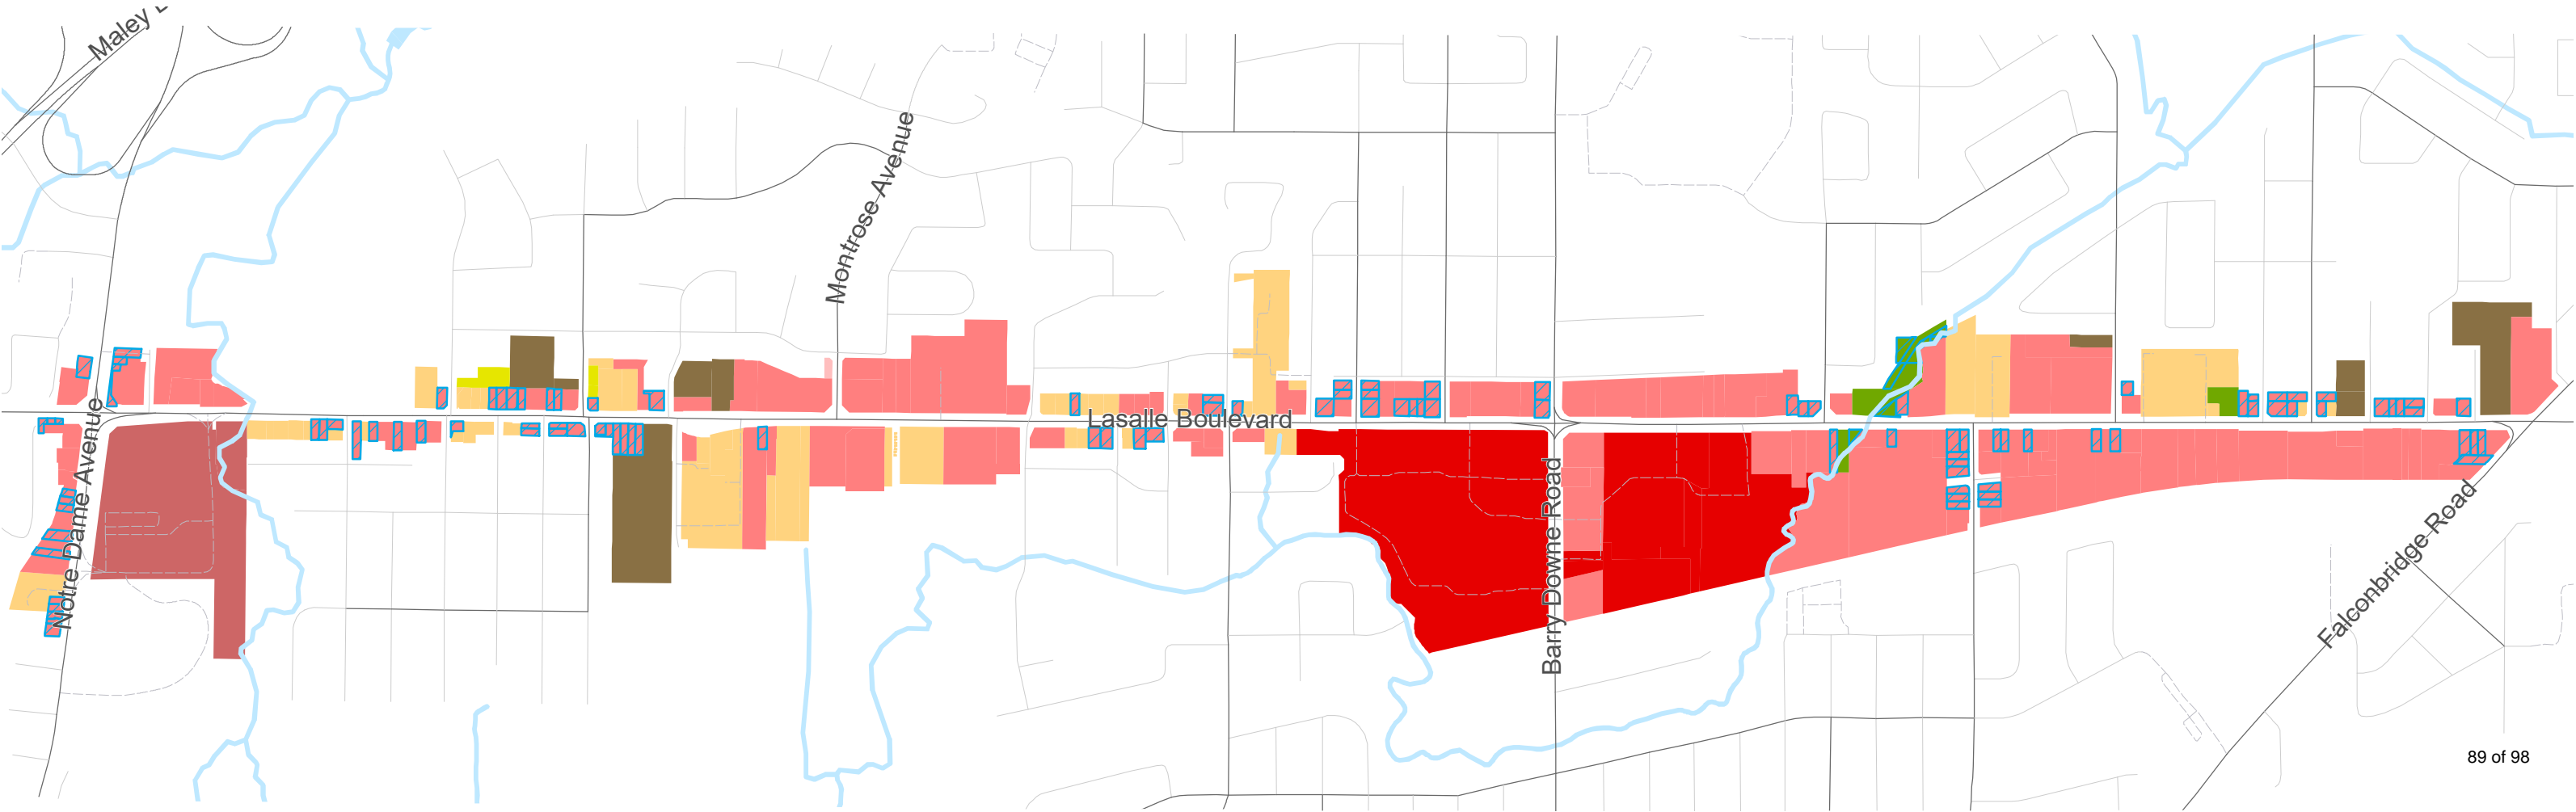 Maley
Montrose Avenue
Lasalle Boulevard
Notre Dame Avenue
Barry Downe Road
Falconbridge Road
89 of 98